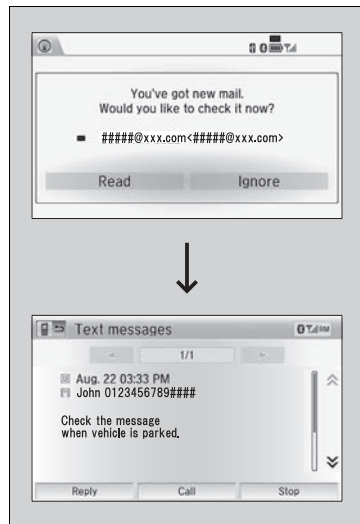 You've got new mail.
Would you like to check it now?
#####@xxx.com<#####@xxx.com>
Read
Ignore
Text messages
1/1
Aug. 22 03:33 PM
John 0123456789####
Check the message
when vehicle is parked.
Reply
Call
Stop